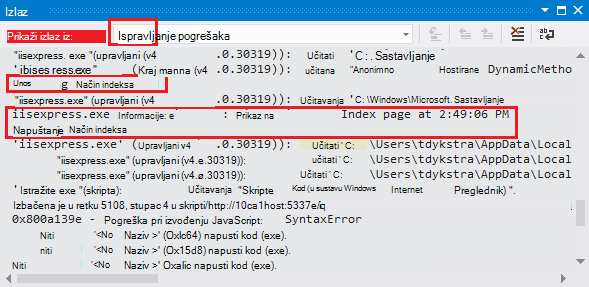 Izlaz
Prikaži izlaz iz: Ispravljanje pogrešaka
"iisexpress. exe "(upravljani (v4 .0.30319)): Učitati 'C :. Sastavljanje
'ibises ress.exe" (Kraj manna (v4 .0.30319)): učitana "Anonimno Hostirane DynamicMetho
Unos g Način indeksa
"iisexpress.exe" (upravljani (v4 .0.30319)): Učitavanja 'C:\Windows\Microsoft. Sastavljanje
iisexpress.exe Informacije: e : Prikaz na Index page at 2:49:06 PM
Napuštanje Način indeksa
'iisexpress.exe' (Upravljani v4 .0.30319)): Učitati ' C: \Users\tdykstra\AppData\Local
"iisexpress.exe" (upravljani (v4.ø.30319)): učitati ' C: \Users\tdykstra\AppData\Local
"iisexpress.exe" (upravljani (v4.ø.30319)): Učitati ' C: \Users\tdykstra\AppData\Local
' Istražite exe "(skripta): Učitavanja "Skripte Kod (u sustavu Windows Internet Preglednik) ".
Izbačena je u retku 5108, stupac 4 u skripti/http://10ca1host:5337e/q
0x800a139e - Pogreška pri izvođenju JavaScript: SyntaxError
Niti '<No Naziv >' (Oxlc64) napusti kod (exe).
niti '<No Naziv >' (0x15d8) napusti kod (exe).
Niti '<No Naziv >' Oxalic napusti kod (exe).